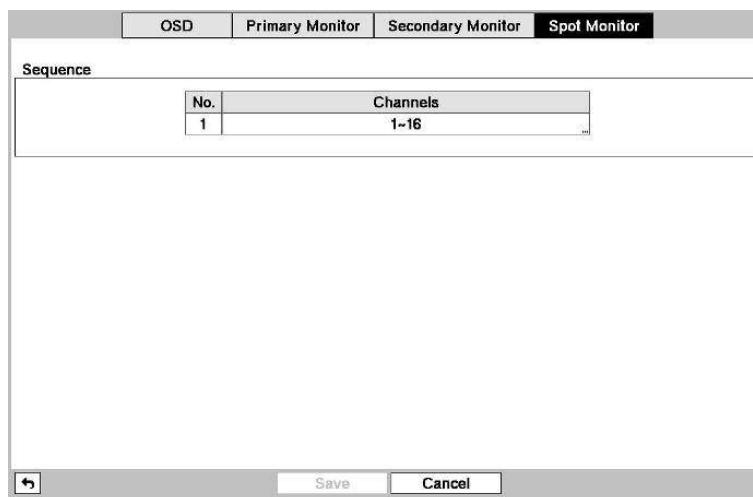 OSD Primary Monitor Secondary Monitor Spot Monitor
Sequence
No. Channels
1 1~16 ...
Save Cancel